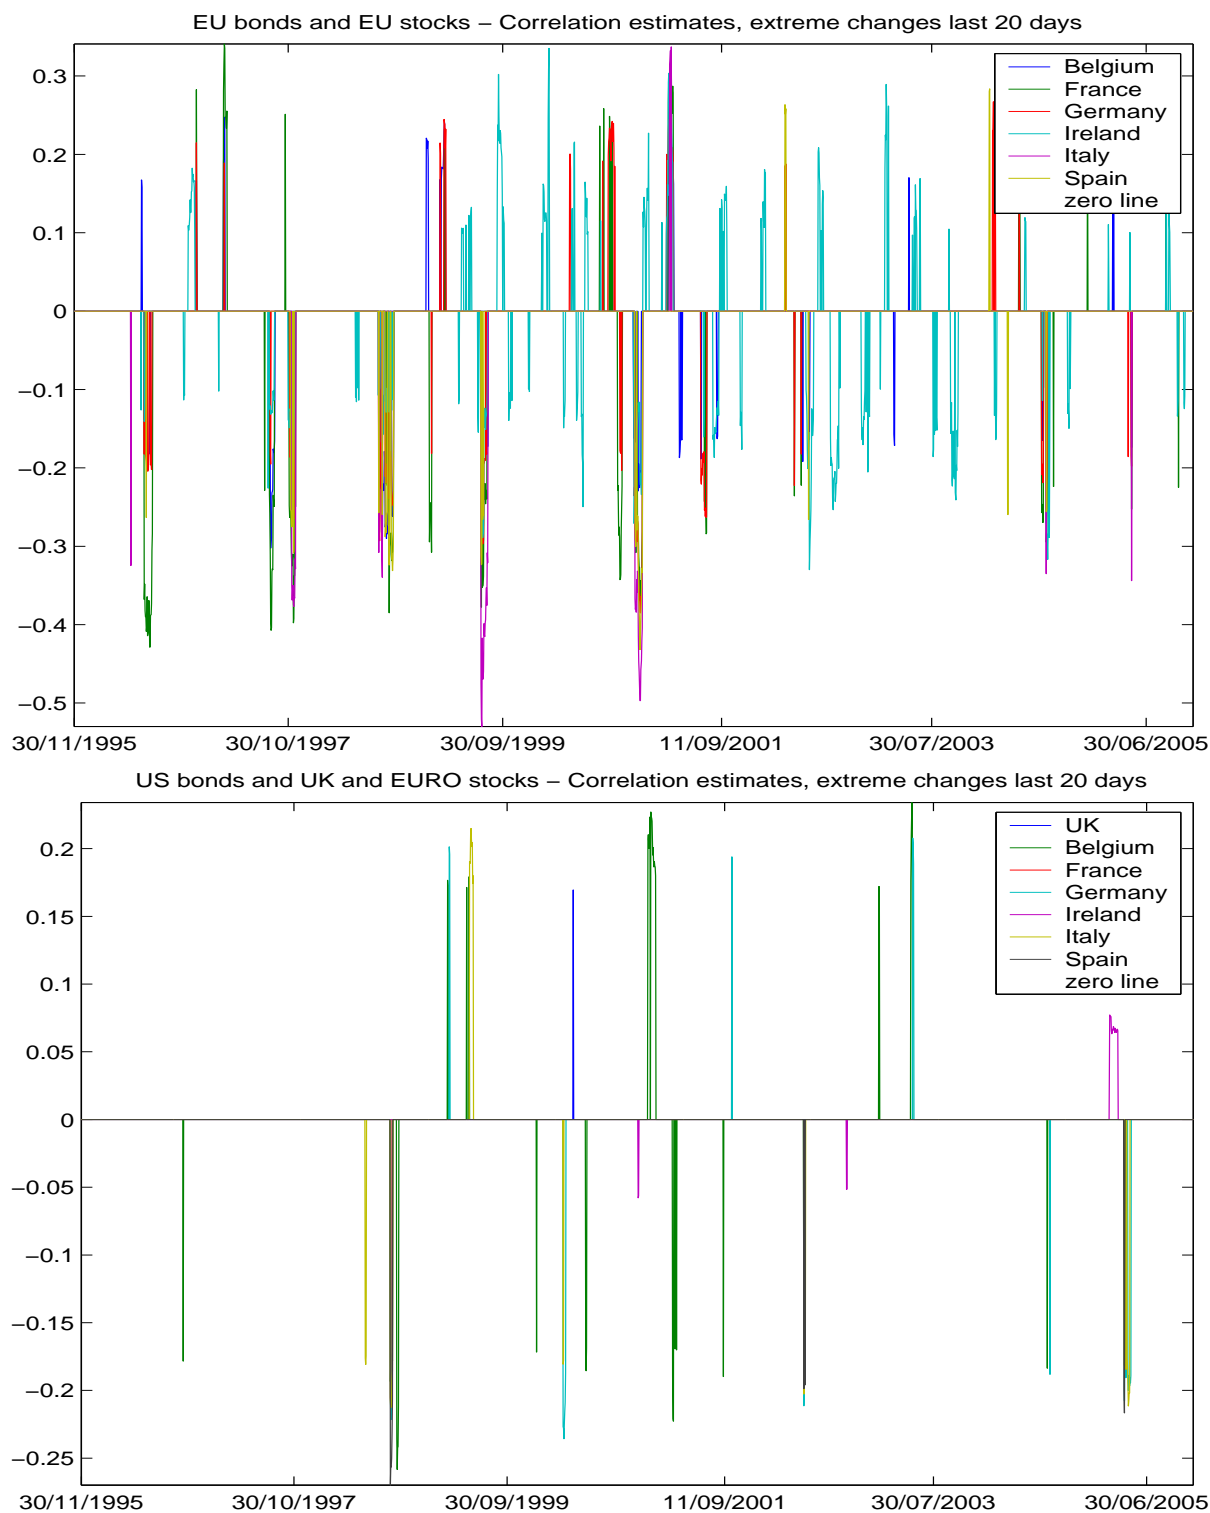 EU bonds and EU stocks – Correlation estimates, extreme changes last 20 days
0.3
0.2
0.1
0
−0.1
−0.2
−0.3
−0.4
−0.5
Belgium
France
Germany
Ireland
Italy
Spain
zero line
30/11/1995 30/10/1997 30/09/1999 11/09/2001 30/07/2003 30/06/2005
US bonds and UK and EURO stocks – Correlation estimates, extreme changes last 20 days
0.2
0.15
0.1
0.05
0
−0.05
−0.1
−0.15
−0.2
−0.25
UK
Belgium
France
Germany
Ireland
Italy
Spain
zero line
30/11/1995 30/10/1997 30/09/1999 11/09/2001 30/07/2003 30/06/2005